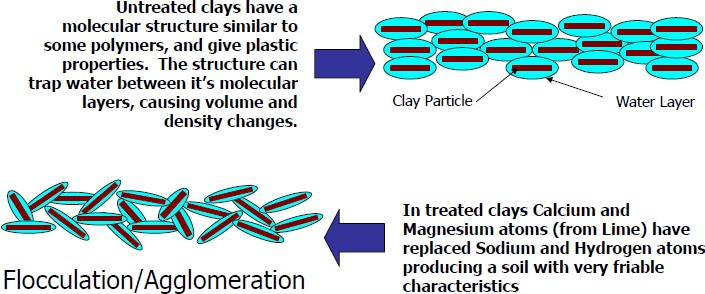 Untreated clays have a
molecular structure similar to
some polymers, and give plastic
properties.  The structure can
trap water between it's molecular
layers, causing volume and
density changes.
Clay Particle
Water Layer
In treated clays Calcium and
Magnesium atoms (from Lime) have
replaced Sodium and Hydrogen atoms
producing a soil with very friable
characteristics
Flocculation/Agglomeration